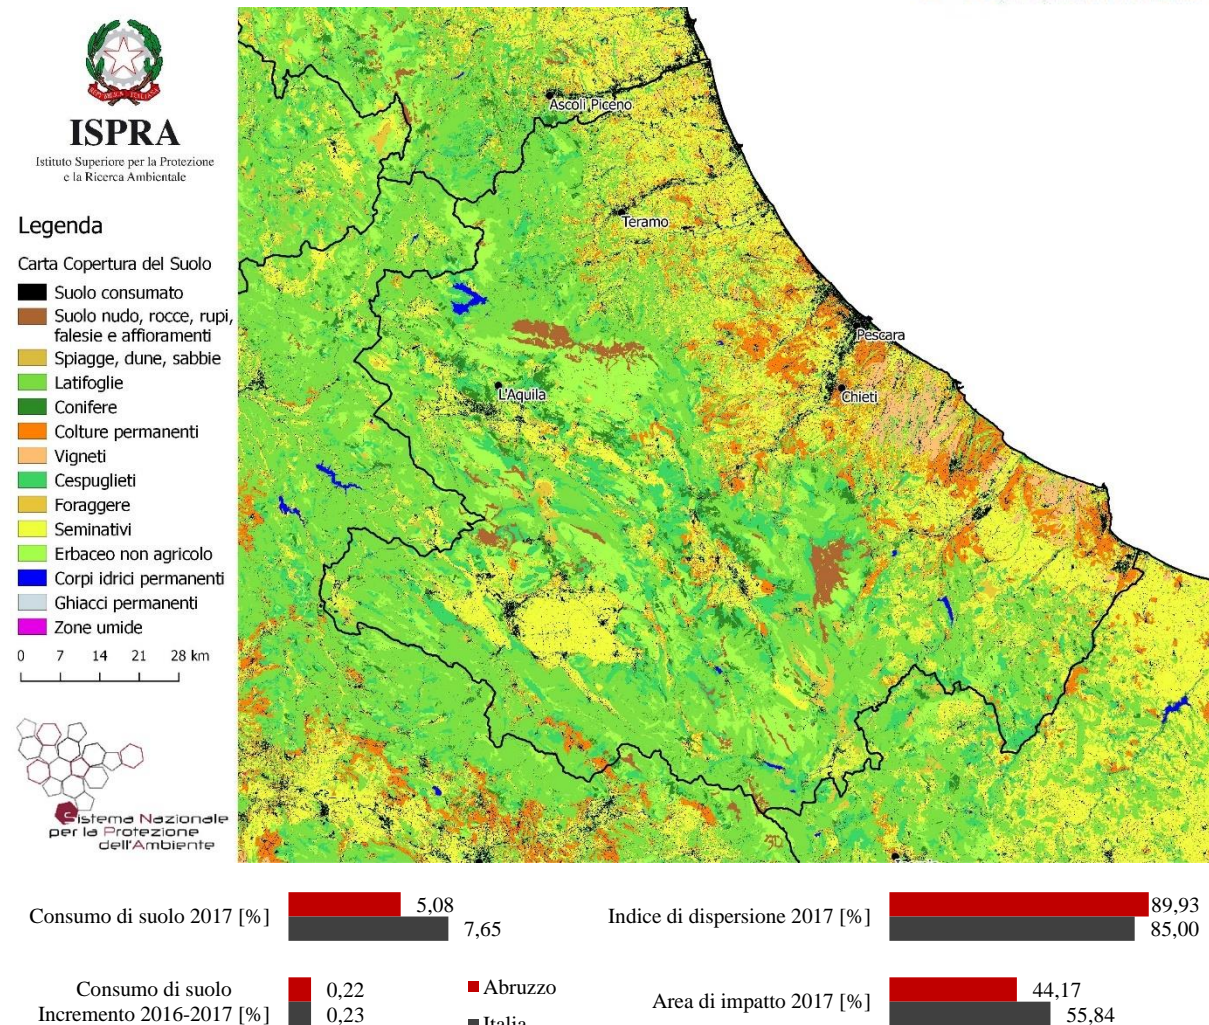 ISPRA
Istituto Superiore per la Protezione
e la Ricerca Ambientale
Legenda
Carta Copertura del Suolo
Suolo consumato
Suolo nudo, rocce, rupi,
falesie e affioramenti
Spiagge, dune, sabbie
Latifoglie
Conifere
Colture permanenti
Vigneti
Cespuglieti
Foraggere
Seminativi
Erbaceo non agricolo
Corpi idrici permanenti
Ghiacci permanenti
Zone umide
0 7 14 21 28 km
Sistema Nazionale
per la Protezione
dell'Ambiente
Ascoli Piceno
Teramo
Pescara
L'Aquila
Chieti
Consumo di suolo 2017 [%]
5,08
7,65
Indice di dispersione 2017 [%]
89,93
85,00
Consumo di suolo
Incremento 2016-2017 [%]
0,22
0,23
Abruzzo
Italia
Area di impatto 2017 [%]
44,17
55,84